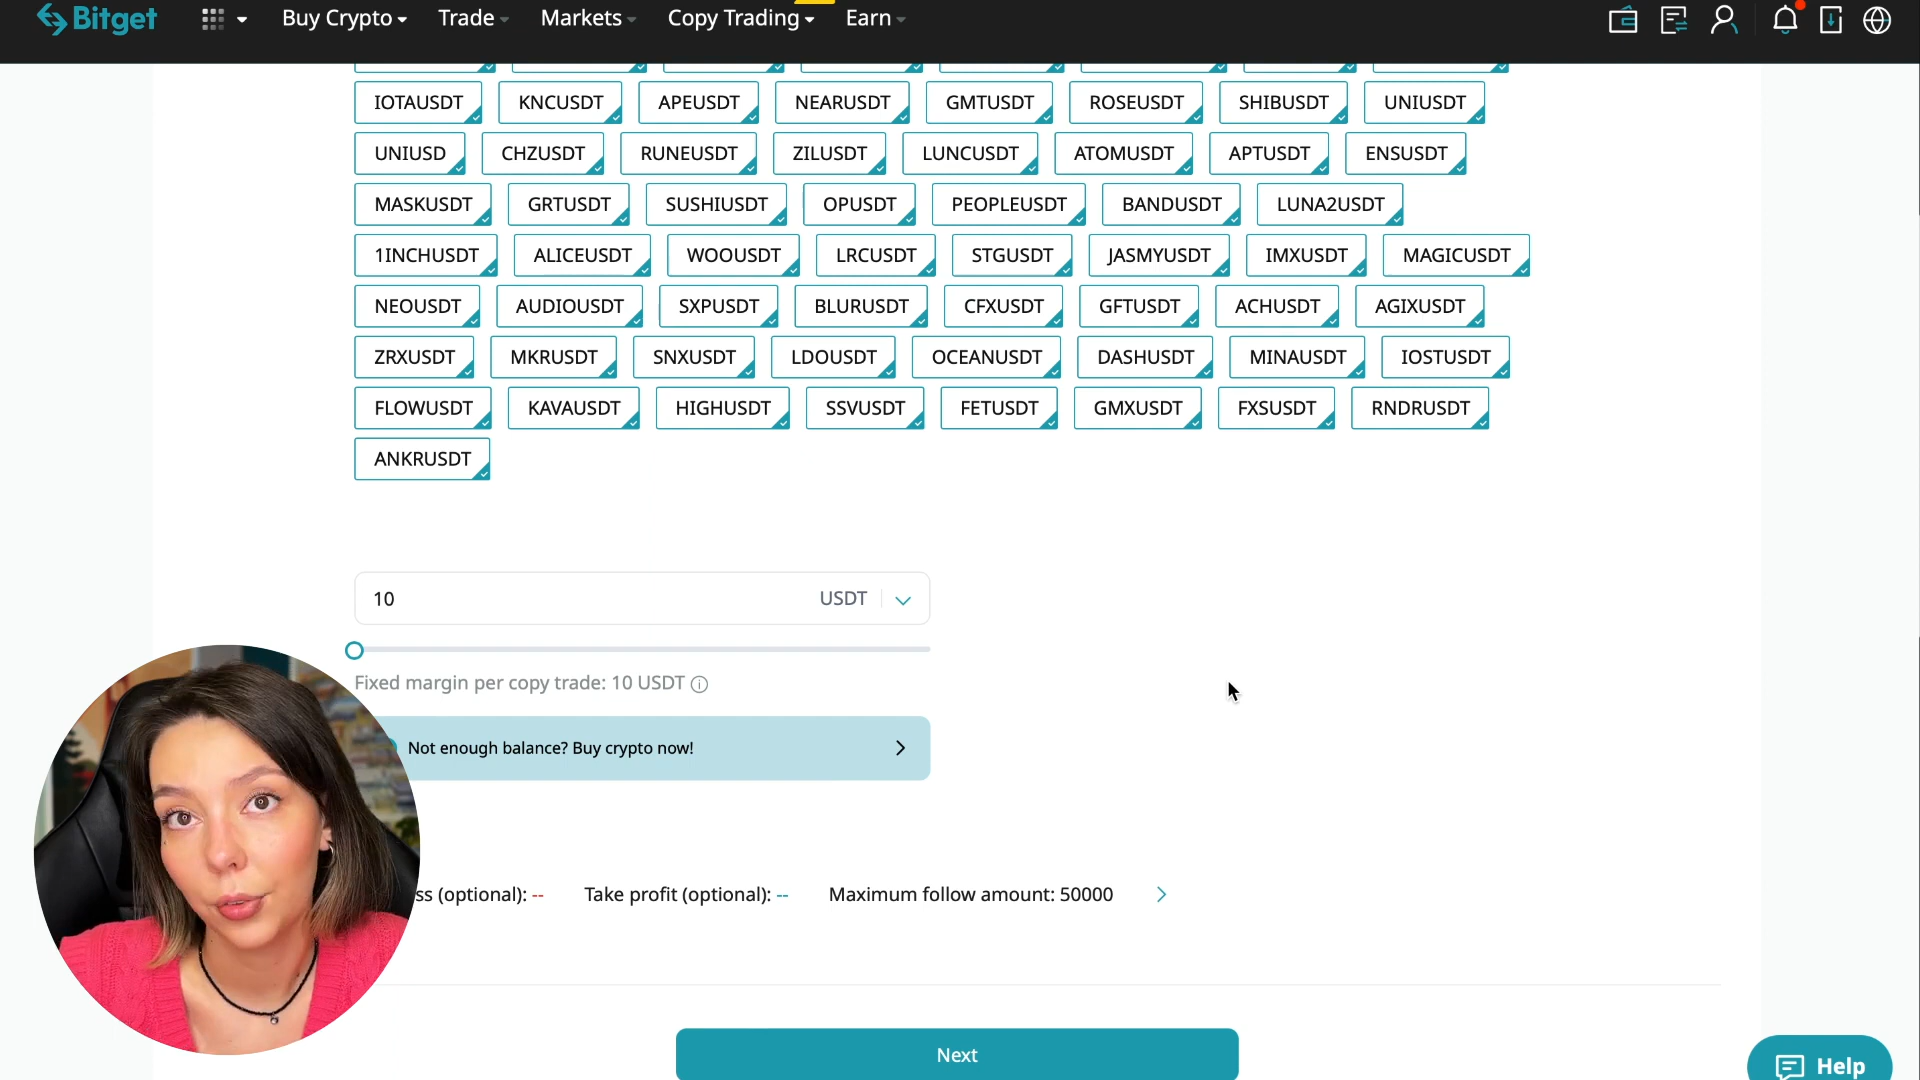 Bitget
Buy Crypto Trade Markets Copy Trading Earn
IOTAUSDT KNCUSDT APEUSDT NEARUSDT GMTUSDT ROSEUSDT SHIBUSDT UNIUSDT
UNIUSD CHZUSDT RUNEUSDT ZILUSDT LUNCUSDT ATOMUSDT APTUSDT ENSUSDT
MASKUSDT GRTUSDT SUSHIUSDT OPUSDT PEOPLEUSDT BANDUSDT LUNA2USDT
1INCHUSDT ALICEUSDT WOOUSDT LRCUSDT STGUSDT JASMYUSDT IMXUSDT MAGICUSDT
NEOUSDT AUDIOUSDT SXPUSDT BLURUSDT CFXUSDT GFTUSDT ACHUSDT AGIXUSDT
ZRXUSDT MKRUSDT SNXUSDT LDOUSDT OCEANUSDT DASHUSDT MINAUSDT IOSTUSDT
FLOWUSDT KAVAUSDT HIGHUSDT SSVUSDT FETUSDT GMXUSDT FXSUSDT RNDRUSDT
ANKRUSDT
10 USDT
Fixed margin per copy trade: 10 USDT
Not enough balance? Buy crypto now!
ss (optional): -- Take profit (optional): -- Maximum follow amount: 50000
Next
Help